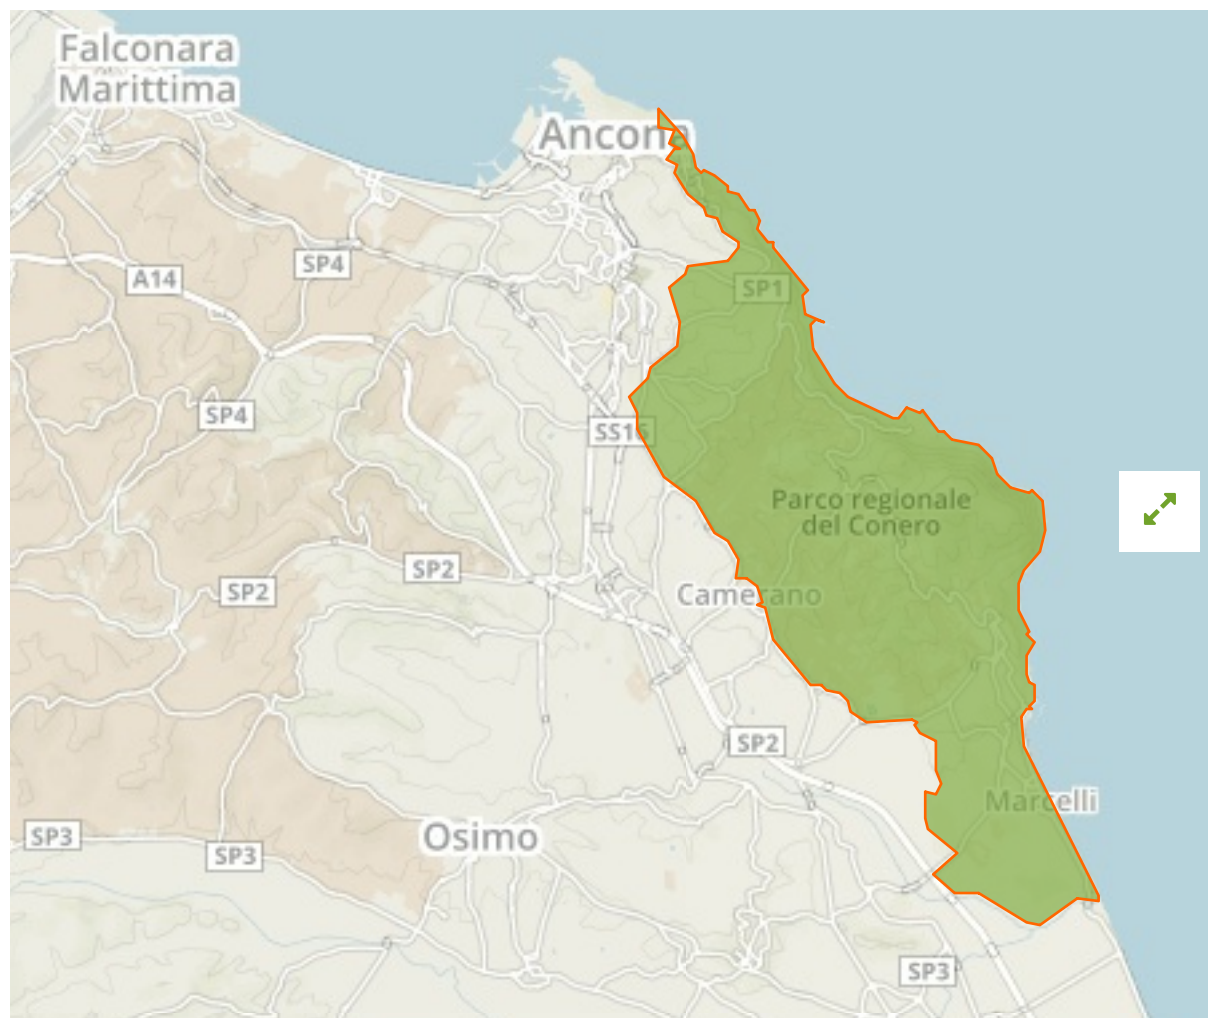 Falconara
Marittima
Ancona
A14
SP4
SP1
SP4
SS16
Parco regionale
del Conero
SP2
SP2
Camerano
SP2
Marcelli
SP3
SP3
Osimo
SP3